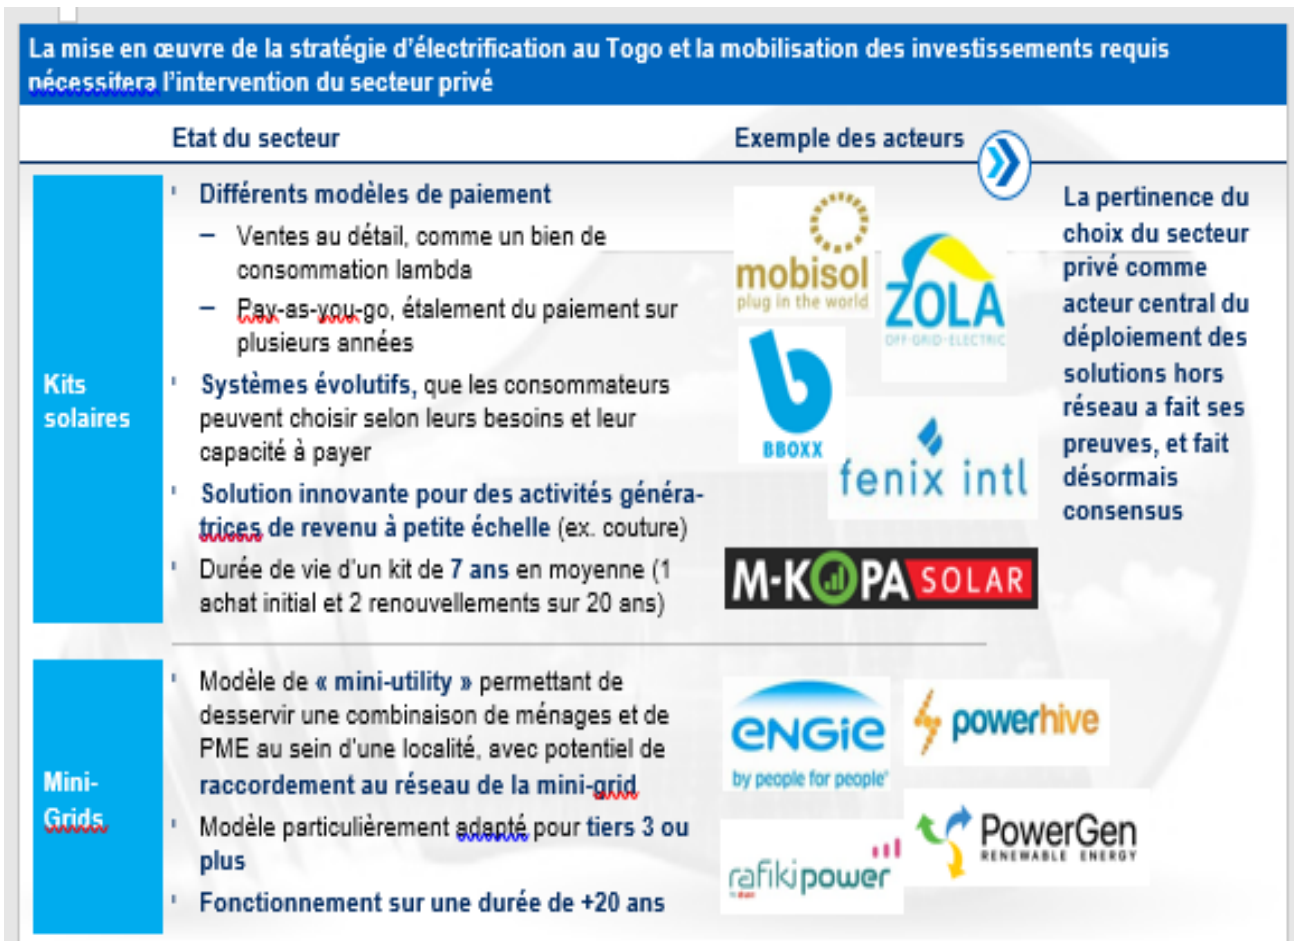 La mise en œuvre de la stratégie d’électrification au Togo et la mobilisation des investissements requis
nécessitera l’intervention du secteur privé
Etat du secteur
Exemple des acteurs
Kits
solaires
Différents modèles de paiement
– Ventes au détail, comme un bien de
consommation lambda
– Pay-as-you-go, étalement du paiement sur
plusieurs années
Systèmes évolutifs, que les consommateurs
peuvent choisir selon leurs besoins et leur
capacité à payer
Solution innovante pour des activités généra-
trices de revenu à petite échelle (ex. couture)
Durée de vie d’un kit de 7 ans en moyenne (1
achat initial et 2 renouvellements sur 20 ans)
mobisol
plug in the world
ZOLA
OFF-GRID-ELECTRIC
BBOXX
fenix intl
M-KOPA SOLAR
La pertinence du
choix du secteur
privé comme
acteur central du
déploiement des
solutions hors
réseau a fait ses
preuves, et fait
désormais
consensus
Mini-
Grids
Modèle de « mini-utility » permettant de
desservir une combinaison de ménages et de
PME au sein d’une localité, avec potentiel de
raccordement au réseau de la mini-grid
Modèle particulièrement adapté pour tiers 3 ou
plus
Fonctionnement sur une durée de +20 ans
ENGIE
by people for people
powerhive
PowerGen
RENEWABLE ENERGY
rafikipower